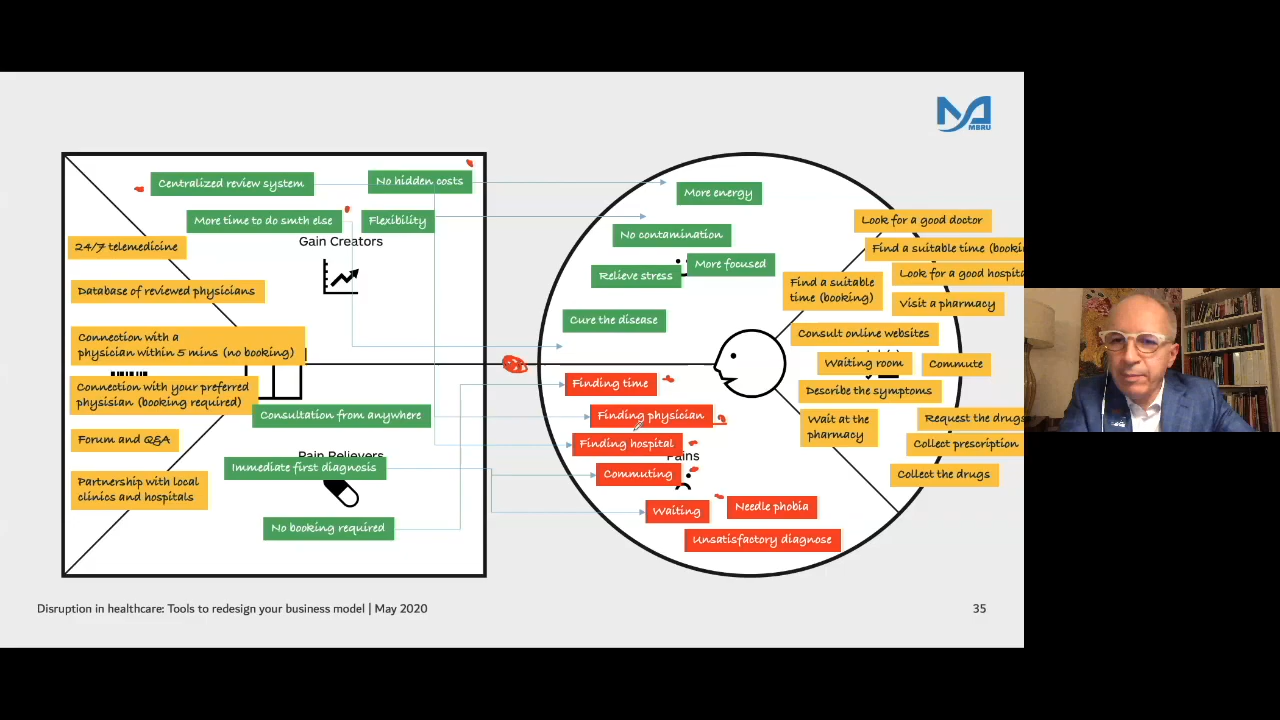 MBRU
Centralized review system
No hidden costs
More time to do smth else
Flexibility
Gain Creators
24/7 telemedicine
Database of reviewed physicians
Connection with a
physician within 5 mins (no booking)
Connection with your preferred
physisian (booking required)
Consultation from anywhere
Forum and Q&A
Pain Relievers
Immediate first diagnosis
Partnership with local
clinics and hospitals
No booking required
More energy
No contamination
More focused
Relieve stress
Cure the disease
Finding time
Finding physician
Finding hospital
Pains
Commuting
Waiting
Needle phobia
Unsatisfactory diagnose
Look for a good doctor
Find a suitable time (bookin
Look for a good hospita
Find a suitable
time (booking)
Visit a pharmacy
Consult online websites
Waiting room
Commute
Describe the symptoms
Wait at the
pharmacy
Request the drugs
Collect prescription
Collect the drugs
Disruption in healthcare: Tools to redesign your business model | May 2020
35